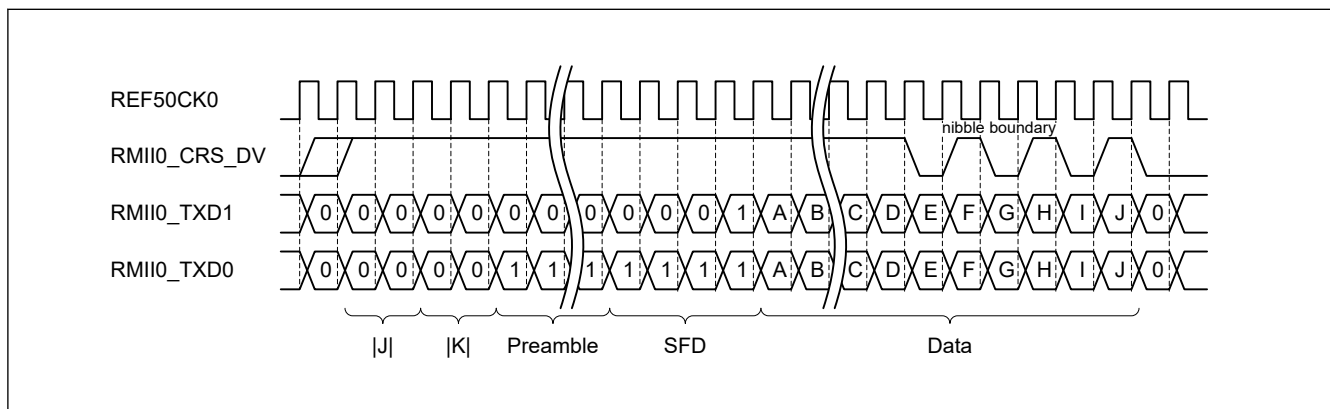 REF50CK0
nibble boundary
RMII0_CRS_DV
RMII0_TXD1 0 0 0 0 0 0 0 0 0 0 0 1 A B C D E F G H I J 0
RMII0_TXD0 0 0 0 0 0 1 1 1 1 1 1 1 A B C D E F G H I J 0
|J| |K| Preamble SFD Data